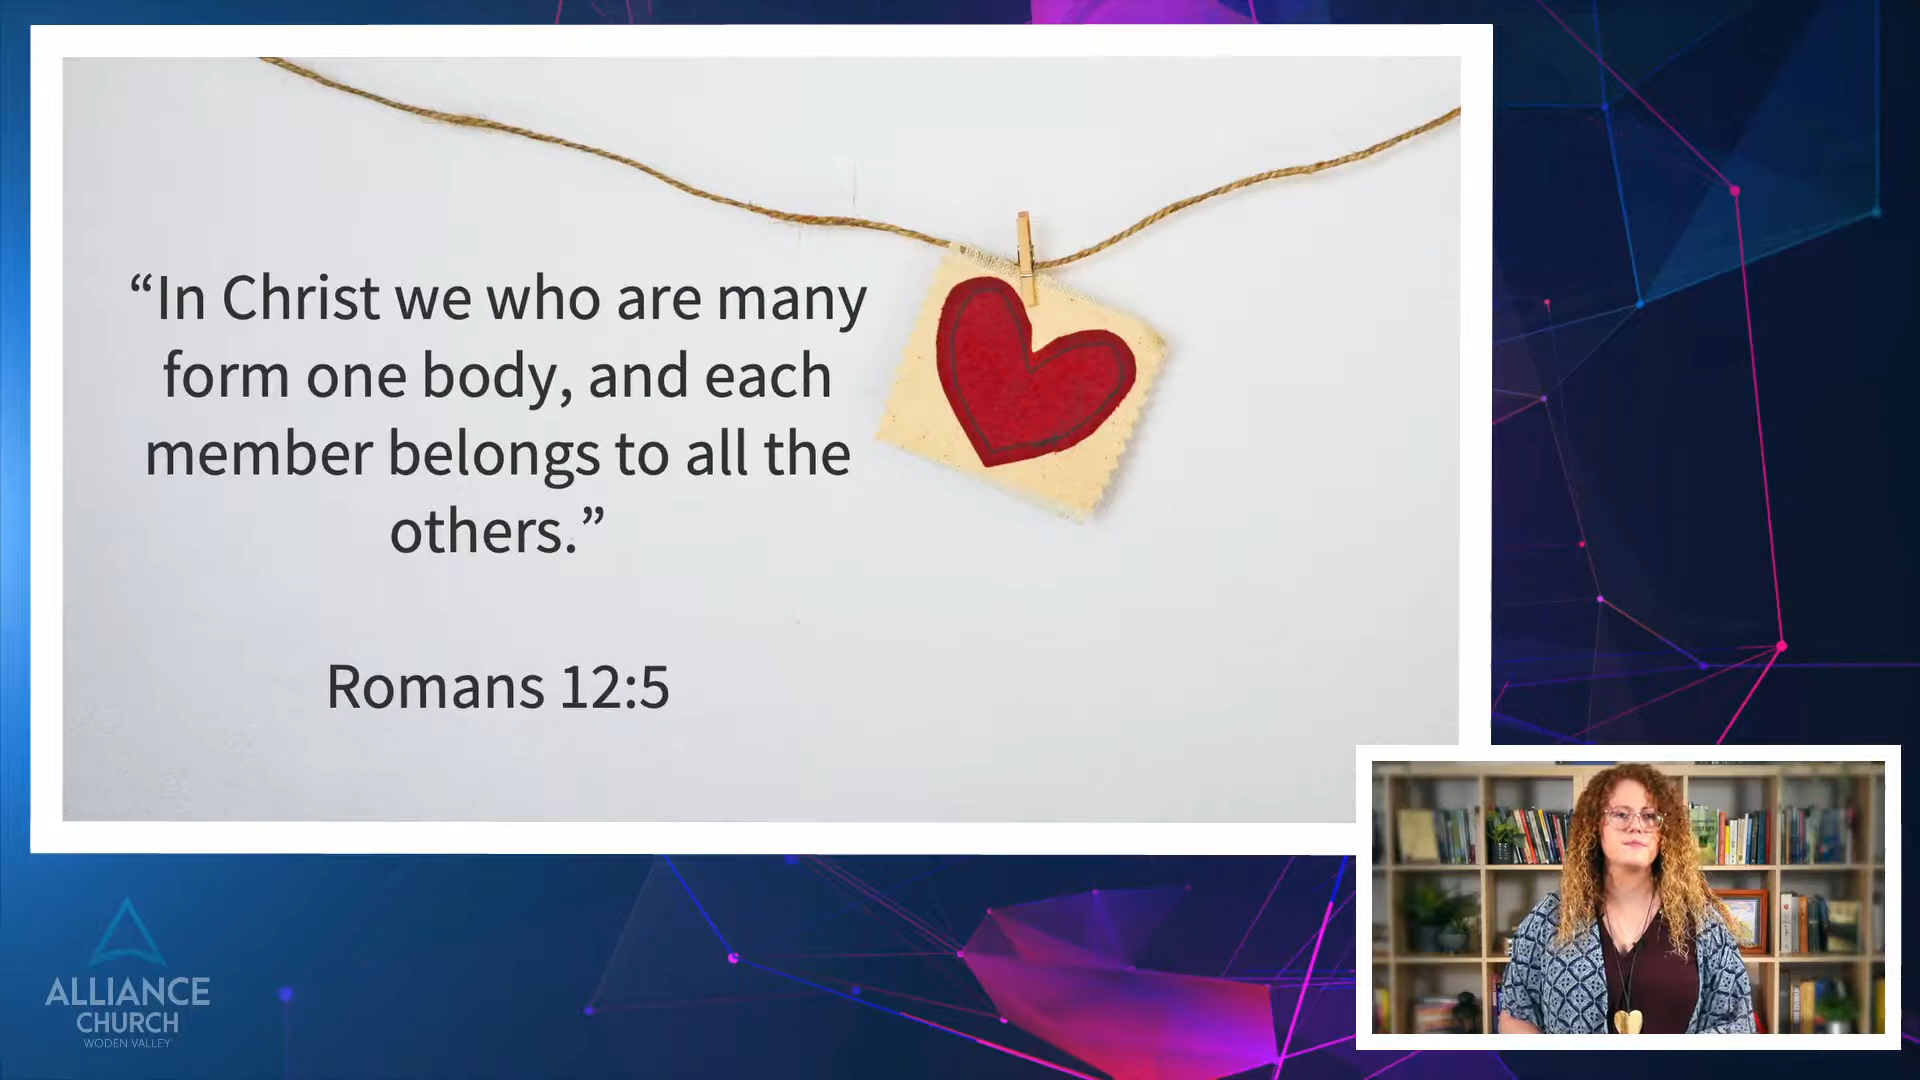 “In Christ we who are many
form one body, and each
member belongs to all the
others.”
Romans 12:5
ALLIANCE
CHURCH
WODEN VALLEY